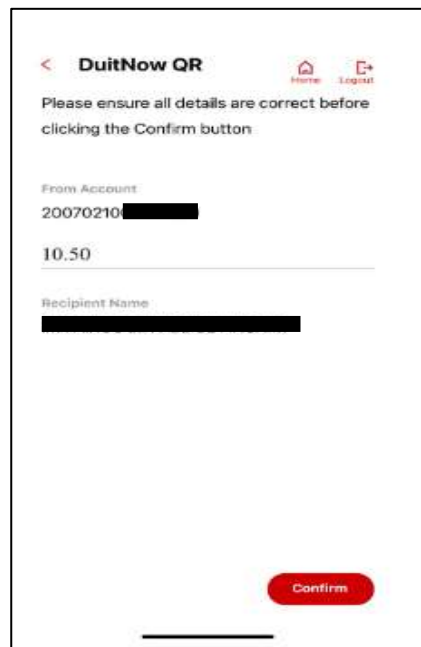 DuitNow QR
Home Logout
Please ensure all details are correct before
clicking the Confirm button
From Account
20070210
10.50
Recipient Name
Confirm